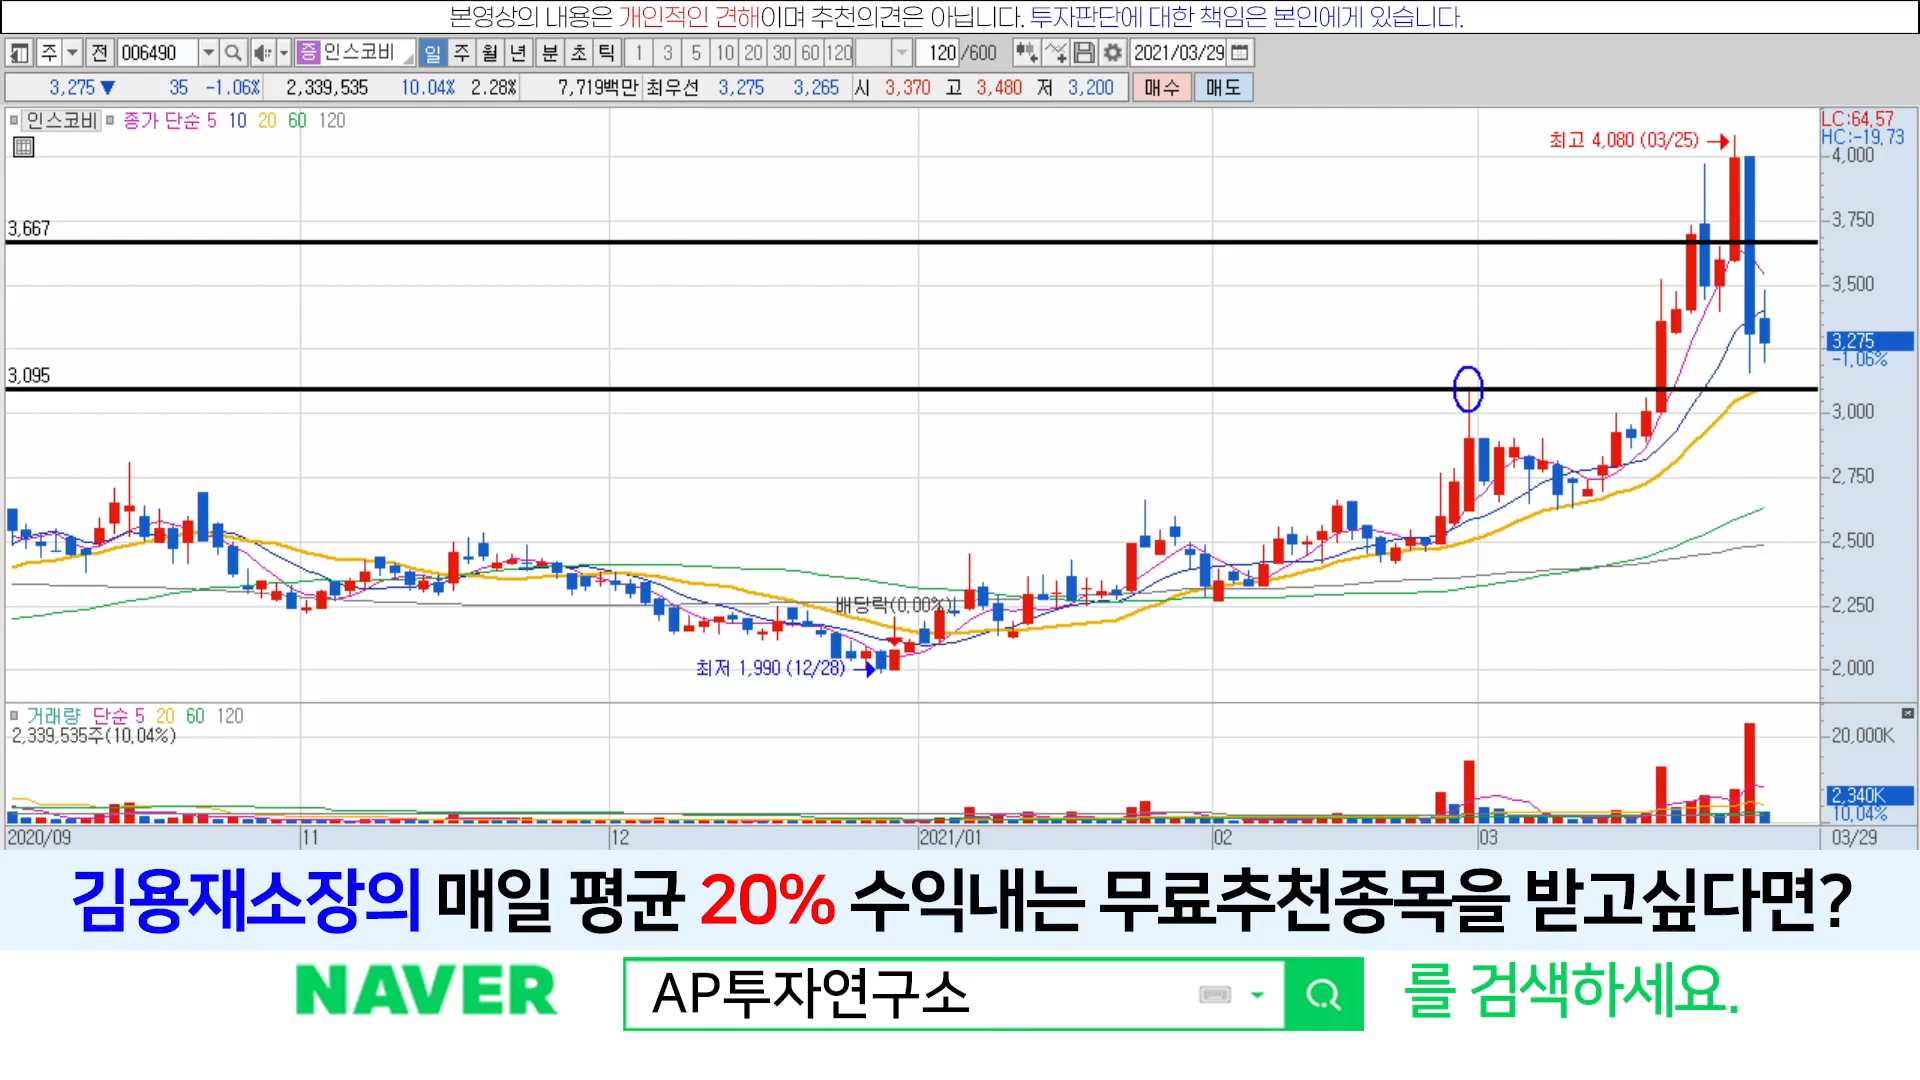 본영상의 내용은 개인적인 견해이며 추천의견은 아닙니다. 투자판단에 대한 책임은 본인에게 있습니다.
주 전 006490 증 인스코비 일 주 월 년 분 초 틱 1 3 5 10 20 30 60 120 120 /600 2021/03/29
3,275 ▼ 35 -1.06% 2,339,535 10.04% 2.28% 7,719백만 최우선 3,275 3,265 시 3,370 고 3,480 저 3,200 매수 매도
인스코비 종가 단순 5 10 20 60 120
LC:64.57
HC:-19.73
최고 4,080 (03/25)
4,000
3,750
3,667
3,500
3,275
-1.06%
3,095
3,000
2,750
2,500
2,250
배당락(0.00%)
최저 1,990 (12/28)
2,000
거래량 단순 5 20 60 120
2,339,535주(10.04%)
20,000K
2,340K
10.04%
2020/09 11 12 2021/01 02 03 03/29
김용재소장의 매일 평균 20% 수익내는 무료추천종목을 받고싶다면?
NAVER AP투자연구소 를 검색하세요.